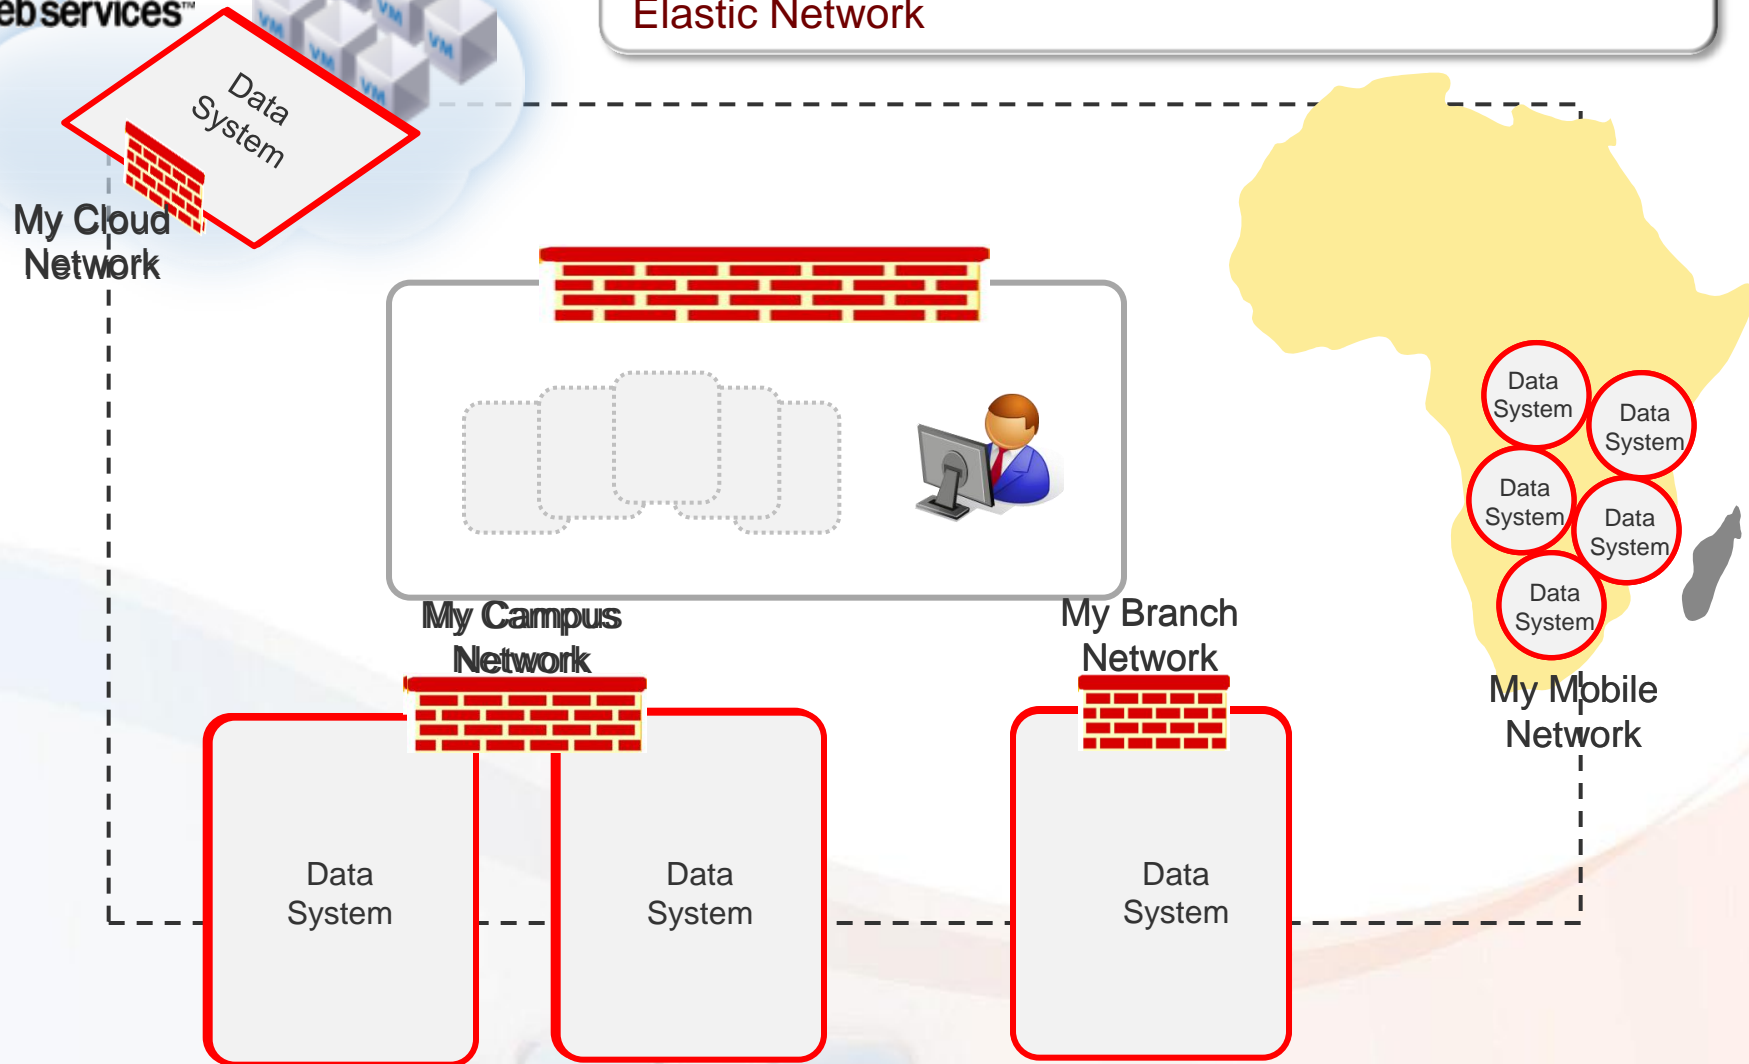 eb services™
Elastic Network
VM
VM
VM
VM
VM
VM
Data
System
My Cloud
Network
Data
System
Data
System
Data
System
Data
System
Data
System
My Mobile
Network
My Campus
Network
My Branch
Network
Data
System
Data
System
Data
System